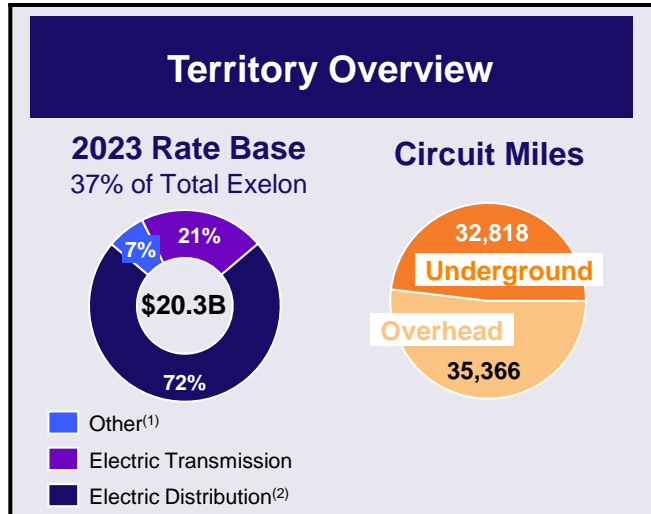 Territory Overview
2023 Rate Base
37% of Total Exelon
7%
21%
$20.3B
72%
Other(1)
Electric Transmission
Electric Distribution(2)
Circuit Miles
32,818
Underground
Overhead
35,366